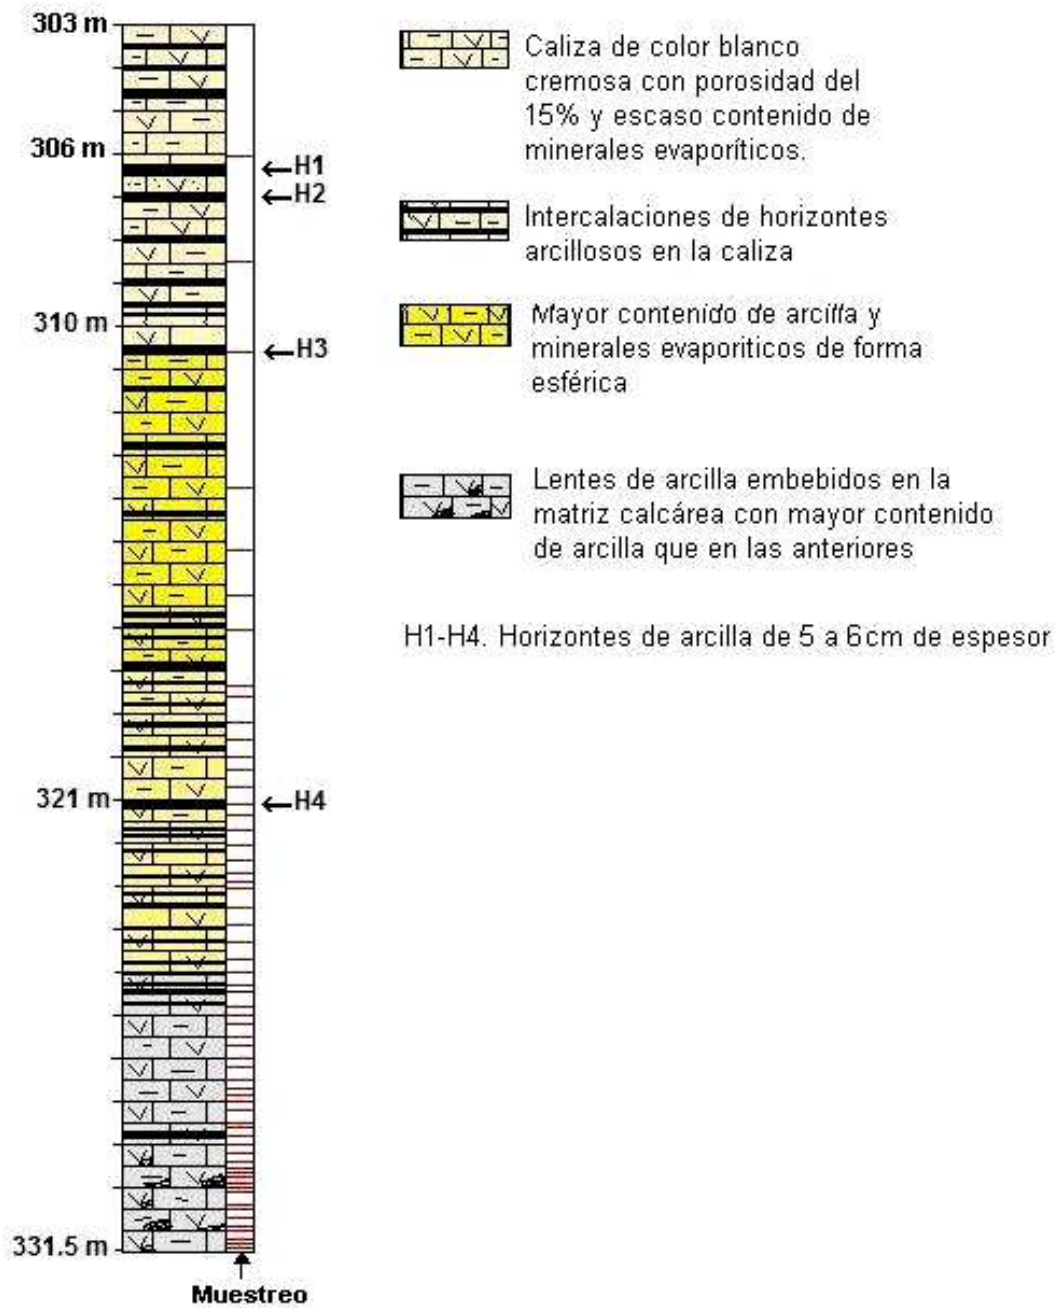 303 m
306 m
←H1
←H2
310 m
←H3
321 m
←H4
331.5 m
Muestreo
Caliza de color blanco
cremosa con porosidad del
15% y escaso contenido de
minerales evaporíticos.
Intercalaciones de horizontes
arcillosos en la caliza
Mayor contenido de arcilla y
minerales evaporiticos de forma
esférica
Lentes de arcilla embebidos en la
matriz calcárea con mayor contenido
de arcilla que en las anteriores
H1-H4. Horizontes de arcilla de 5 a 6cm de espesor